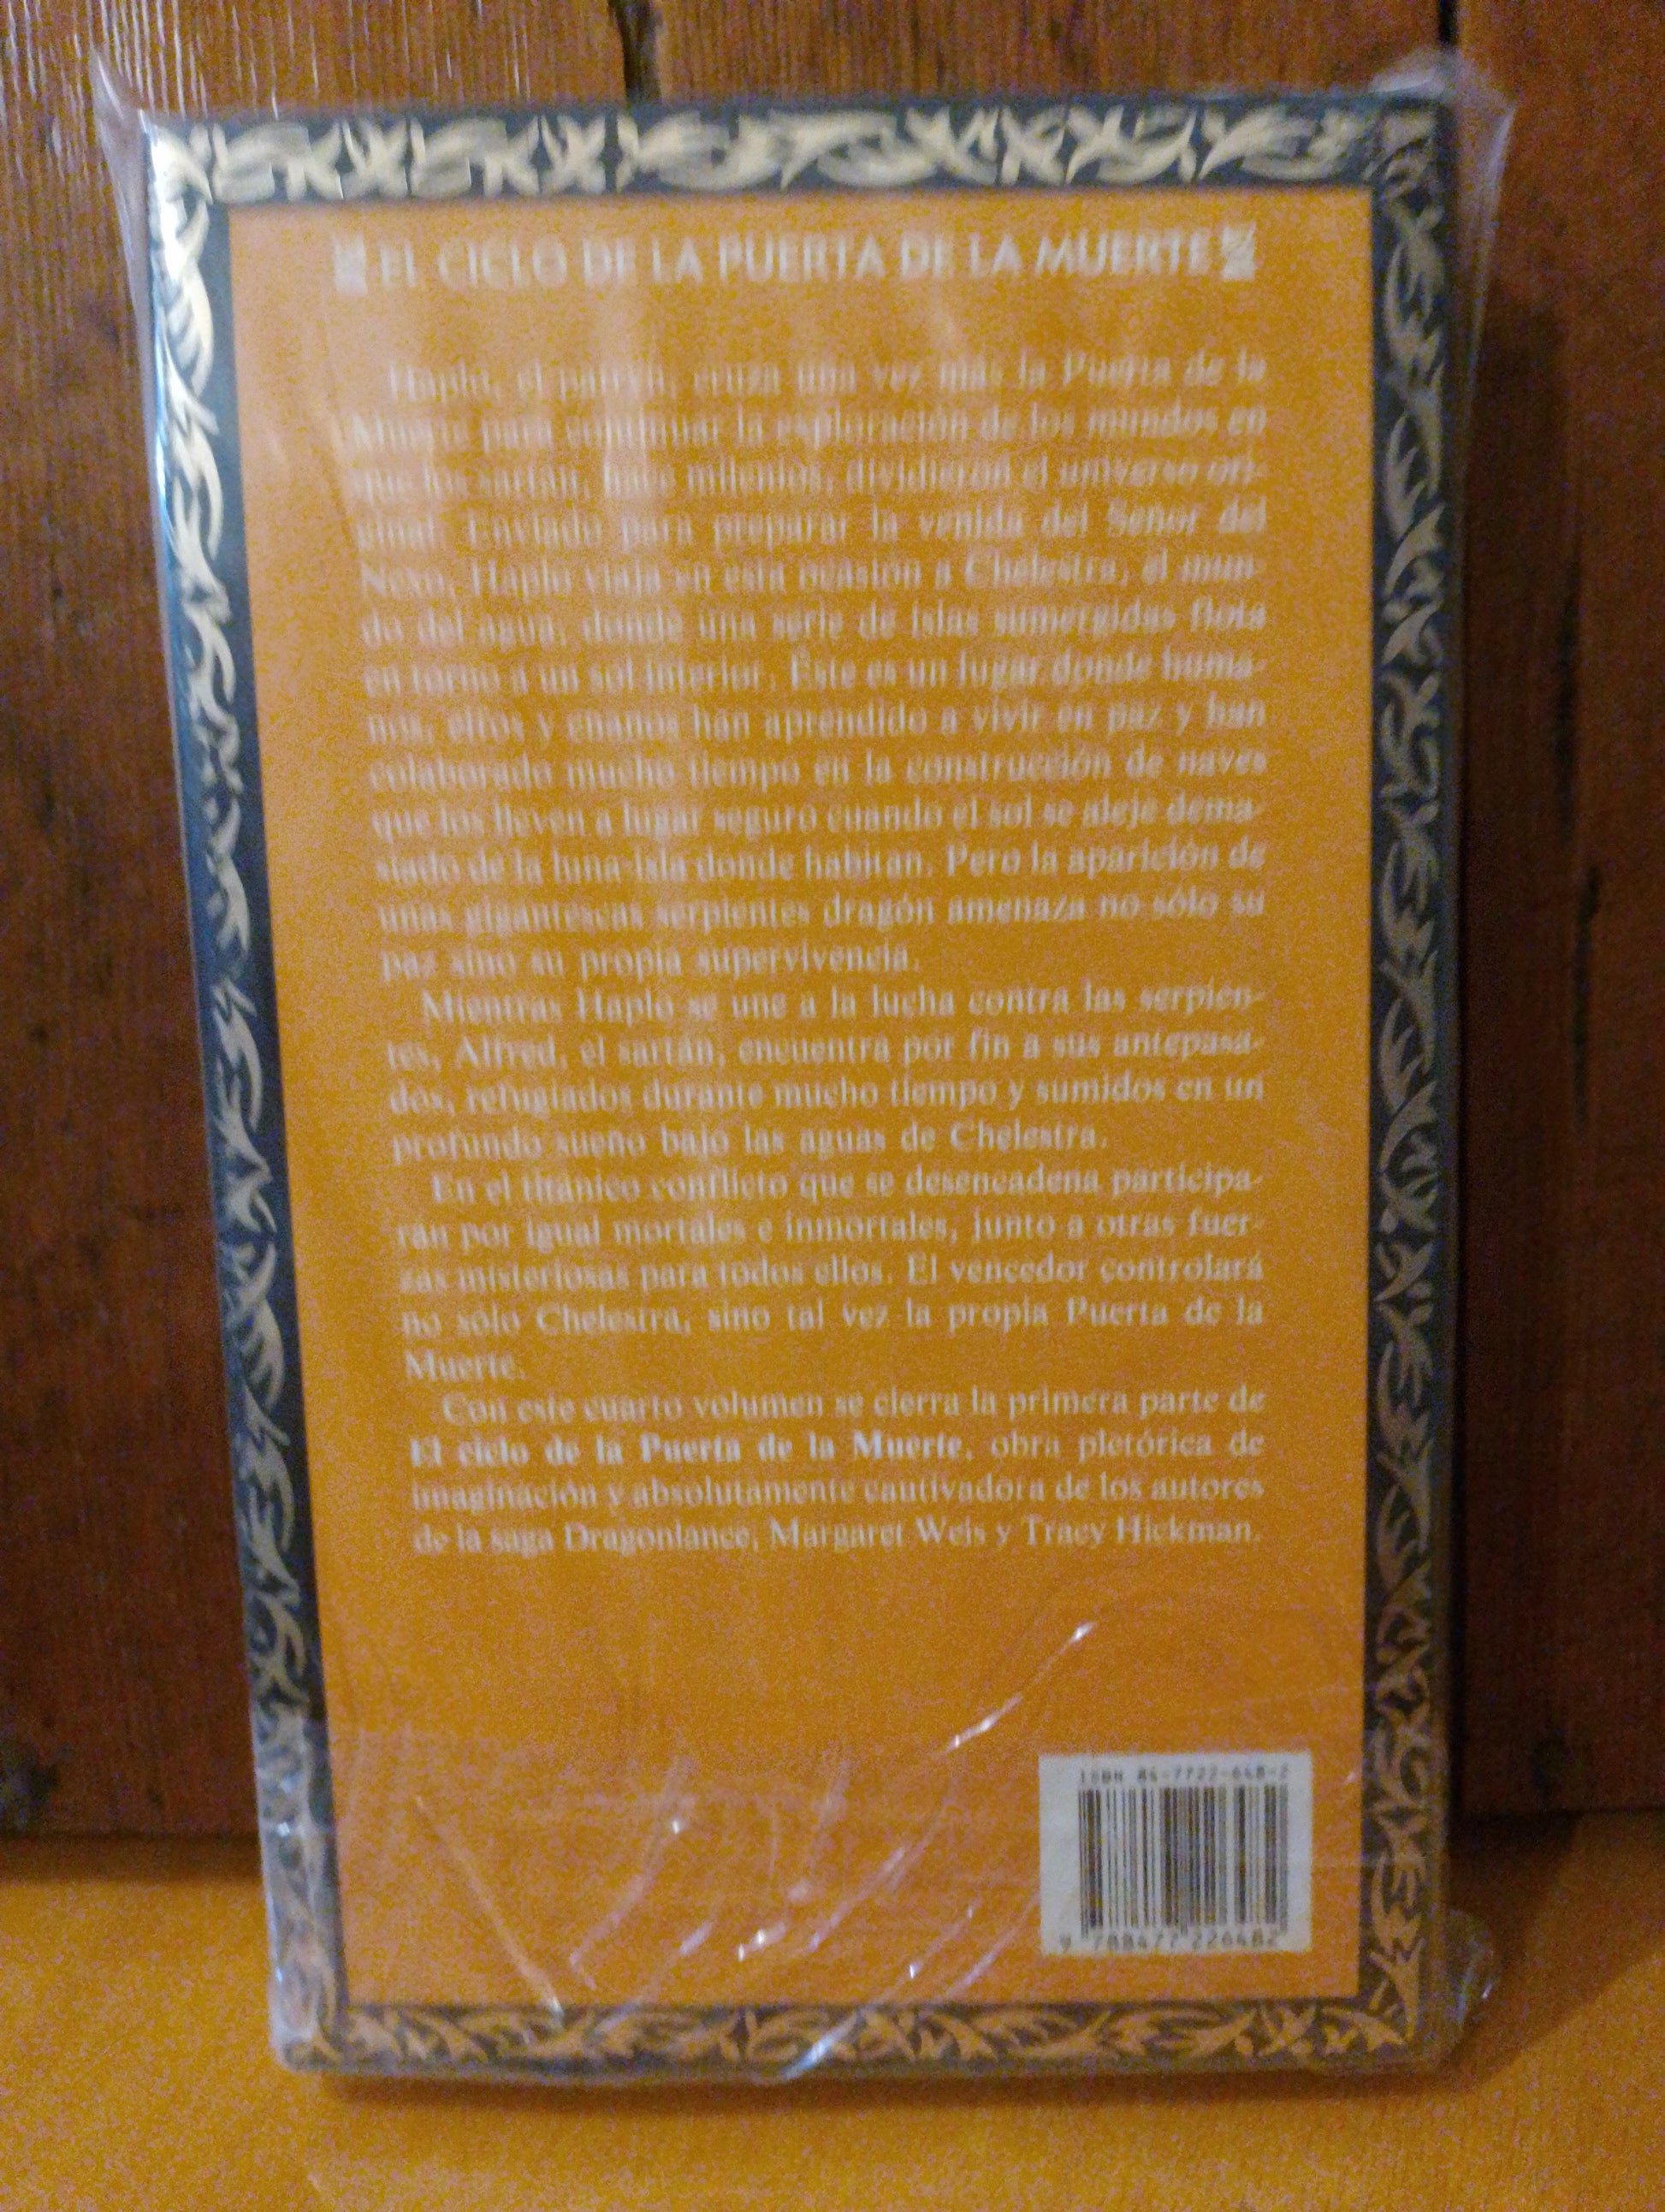 EL CICLO DE LA PUERTA DE LA MUERTE
Haplo, el patryn, cruza una vez más la Puerta de la
Muerte para continuar la exploración de los mundos en
que los sartán, hace milenios, dividieron el universo ori-
ginal. Enviado para preparar la venida del Señor del
Nexo, Haplo viaja en esta ocasión a Chelestra, el mun-
do del agua, donde una serie de islas sumergidas flota
en torno a un sol interior. Éste es un lugar donde huma-
nos, elfos y enanos han aprendido a vivir en paz y han
colaborado mucho tiempo en la construcción de naves
que los lleven a lugar seguro cuando el sol se aleje dema-
siado de la luna-isla donde habitan. Pero la aparición de
unas gigantescas serpientes dragón amenaza no sólo su
paz sino su propia supervivencia.
Mientras Haplo se une a la lucha contra las serpien-
tes, Alfred, el sartán, encuentra por fin a sus antepasa-
dos, refugiados durante mucho tiempo y sumidos en un
profundo sueño bajo las aguas de Chelestra.
En el titánico conflicto que se desencadena participa-
rán por igual mortales e inmortales, junto a otras fuer-
zas misteriosas para todos ellos. El vencedor controlará
no sólo Chelestra, sino tal vez la propia Puerta de la
Muerte.
Con este cuarto volumen se cierra la primera parte de
El ciclo de la Puerta de la Muerte, obra pletórica de
imaginación y absolutamente cautivadora de los autores
de la saga Dragonlance, Margaret Weis y Tracy Hickman.
ISBN 84-7722-648-2
9 788477 226482